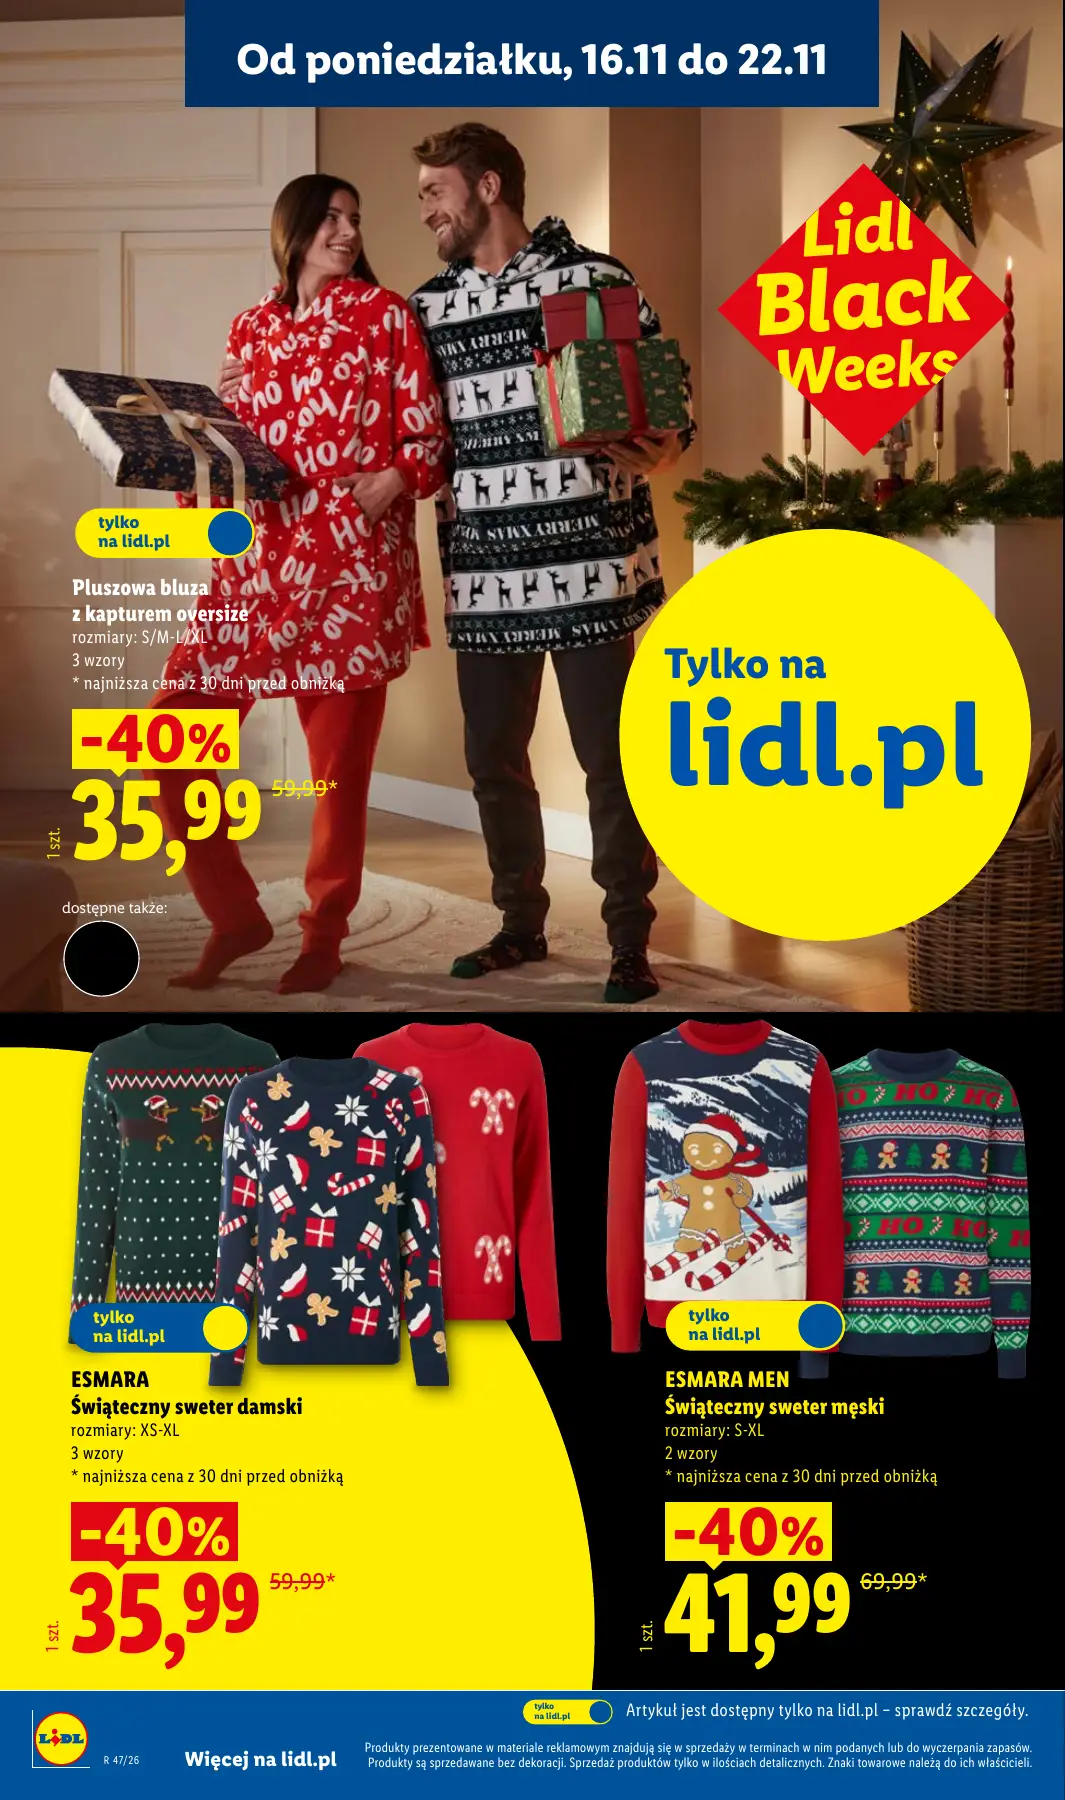 Od poniedziałku, 16.11 do 22.11
Lidl
Black
Weeks
tylko
na lidl.pl
Pluszowa bluza
z kapturem oversize
rozmiary: S/M-L/XL
3 wzory
* najniższa cena z 30 dni przed obniżką
-40%
59,99*
35,99
1 szt.
dostępne także:
Tylko na
lidl.pl
tylko
na lidl.pl
ESMARA
Świąteczny sweter damski
rozmiary: XS-XL
3 wzory
* najniższa cena z 30 dni przed obniżką
-40%
59,99*
35,99
1 szt.
tylko
na lidl.pl
ESMARA MEN
Świąteczny sweter męski
rozmiary: S-XL
2 wzory
* najniższa cena z 30 dni przed obniżką
-40%
69,99*
41,99
1 szt.
tylko
na lidl.pl
Artykuł jest dostępny tylko na lidl.pl – sprawdź szczegóły.
LIDL
R 47/26
Więcej na lidl.pl
Produkty prezentowane w materiale reklamowym znajdują się w sprzedaży w terminach w nim podanych lub do wyczerpania zapasów.
Produkty są sprzedawane bez dekoracji. Sprzedaż produktów tylko w ilościach detalicznych. Znaki towarowe należą do ich właścicieli.